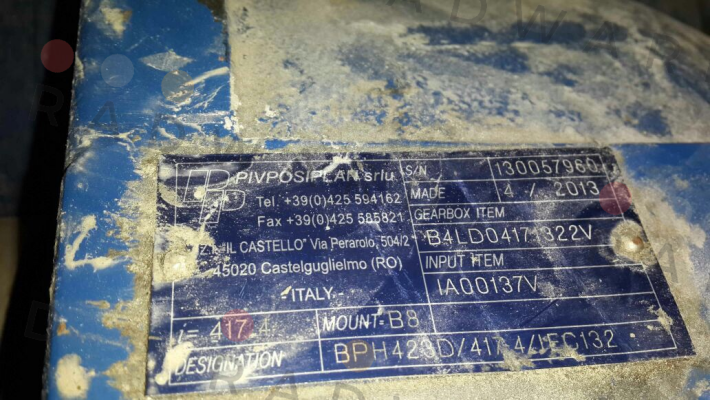 PIVPOSIPLAN srlu
Tel. +39(0)425 594162
Fax +39(0)425 585821
"IL CASTELLO" Via Perarolo, 504/2
45020 Castelguglielmo (RO)
ITALY
S/N 130057960
MADE 4 / 2013
GEARBOX ITEM
B4LD04171322V
INPUT ITEM
IA00137V
i= 417.4 MOUNT=B8
DESIGNATION BPH423D/417.4/IEC132